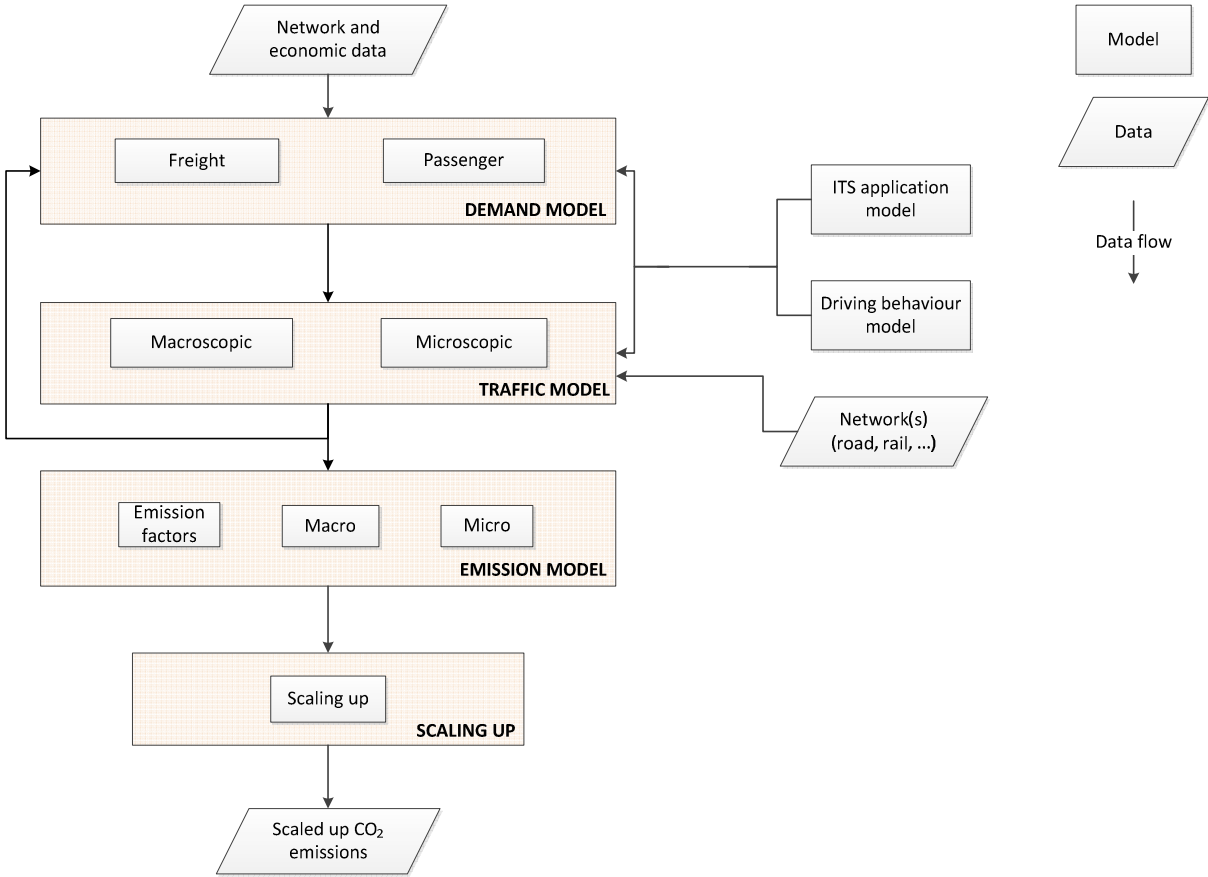 Network and
economic data
Model
Data
Data flow
Freight
Passenger
DEMAND MODEL
ITS application
model
Driving behaviour
model
Macroscopic
Microscopic
TRAFFIC MODEL
Network(s)
(road, rail, ...)
Emission
factors
Macro
Micro
EMISSION MODEL
Scaling up
SCALING UP
Scaled up CO₂
emissions